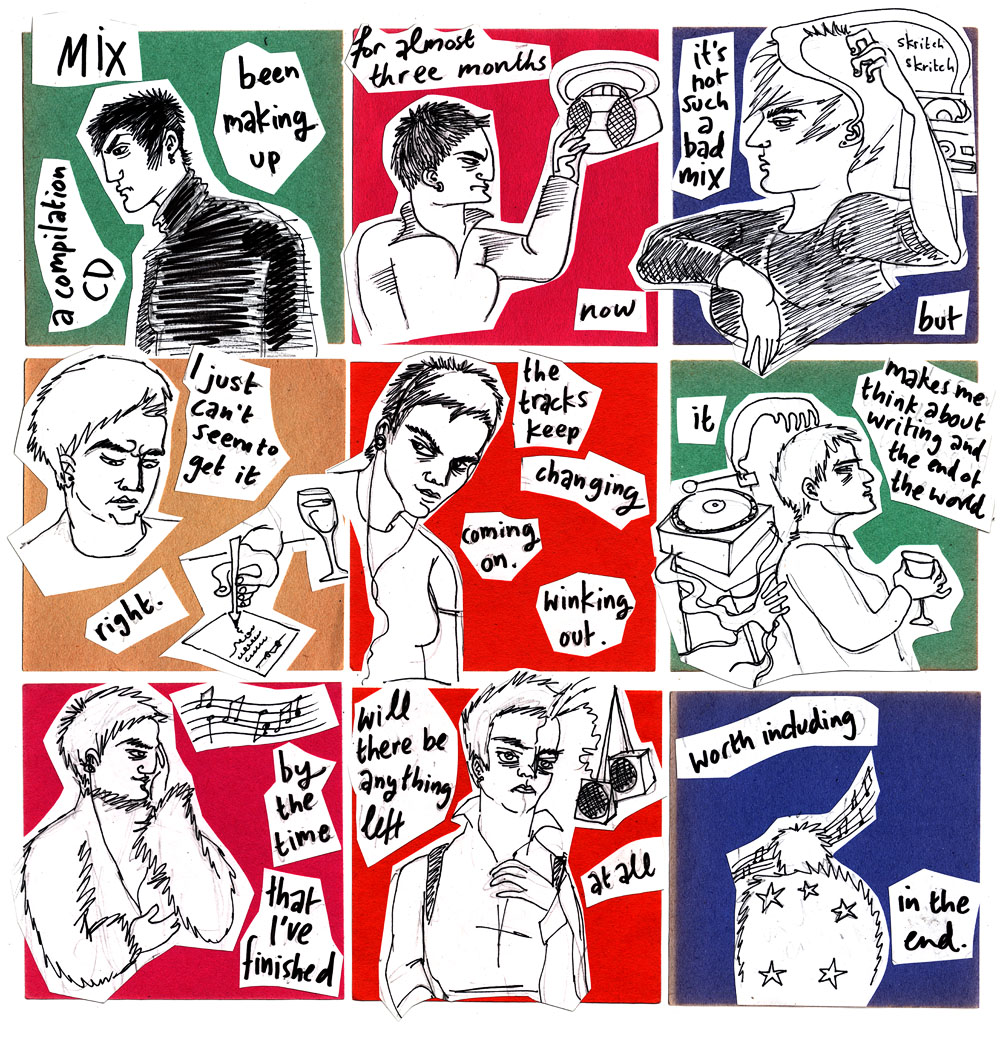 MIX
been
making
up
a compilation
CD
for almost
three months
now
skritch
skritch
it's
not
such
a
bad
mix
but
I just
can't
seem to
get it
right.
the
tracks
keep
changing
coming
on.
winking
out.
it
makes me
think about
writing and
the end of
the world
by
the
time
that
I've
finished
will
there be
anything
left
at all
worth including
in the
end.